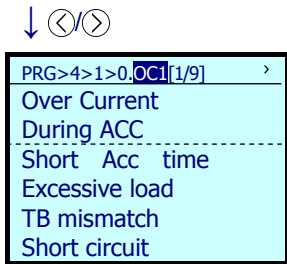 ↓ </>
PRG>4>1>0.OC1[1/9] >
Over Current
During ACC
Short Acc time
Excessive load
TB mismatch
Short circuit